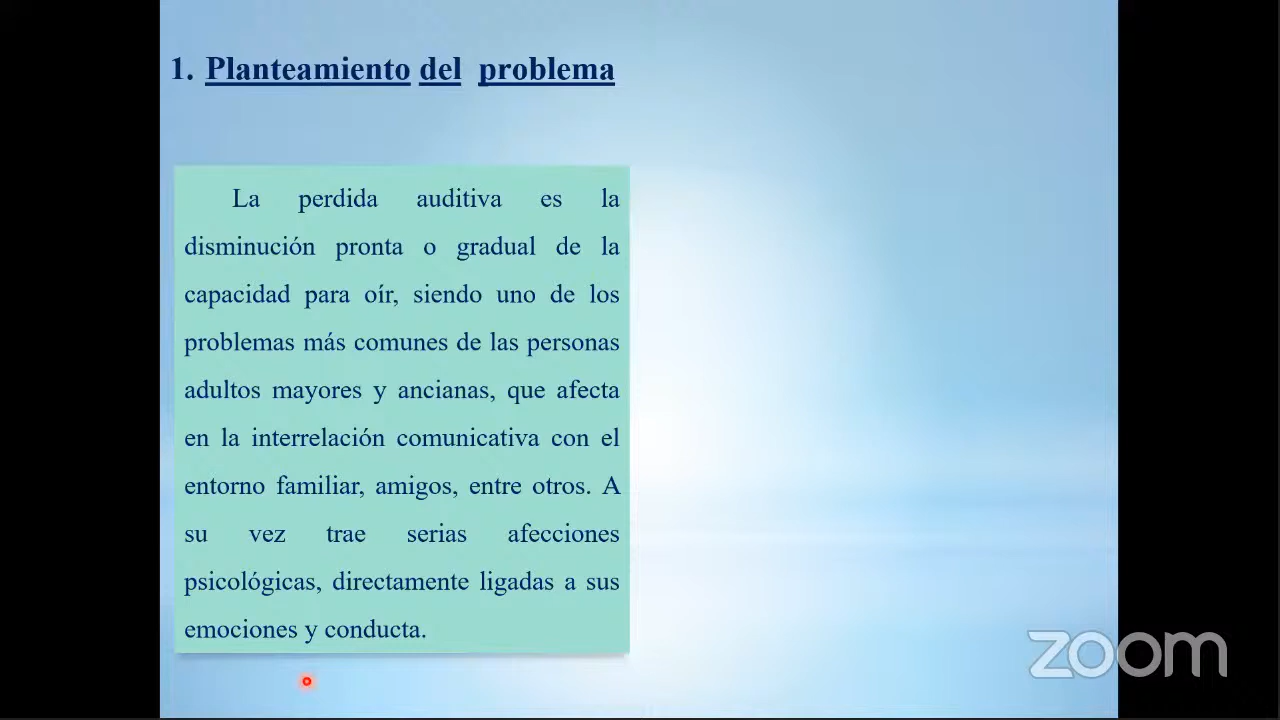 1. Planteamiento del problema
La perdida auditiva es la
disminución pronta o gradual de la
capacidad para oír, siendo uno de los
problemas más comunes de las personas
adultos mayores y ancianas, que afecta
en la interrelación comunicativa con el
entorno familiar, amigos, entre otros. A
su vez trae serias afecciones
psicológicas, directamente ligadas a sus
emociones y conducta.
zoom